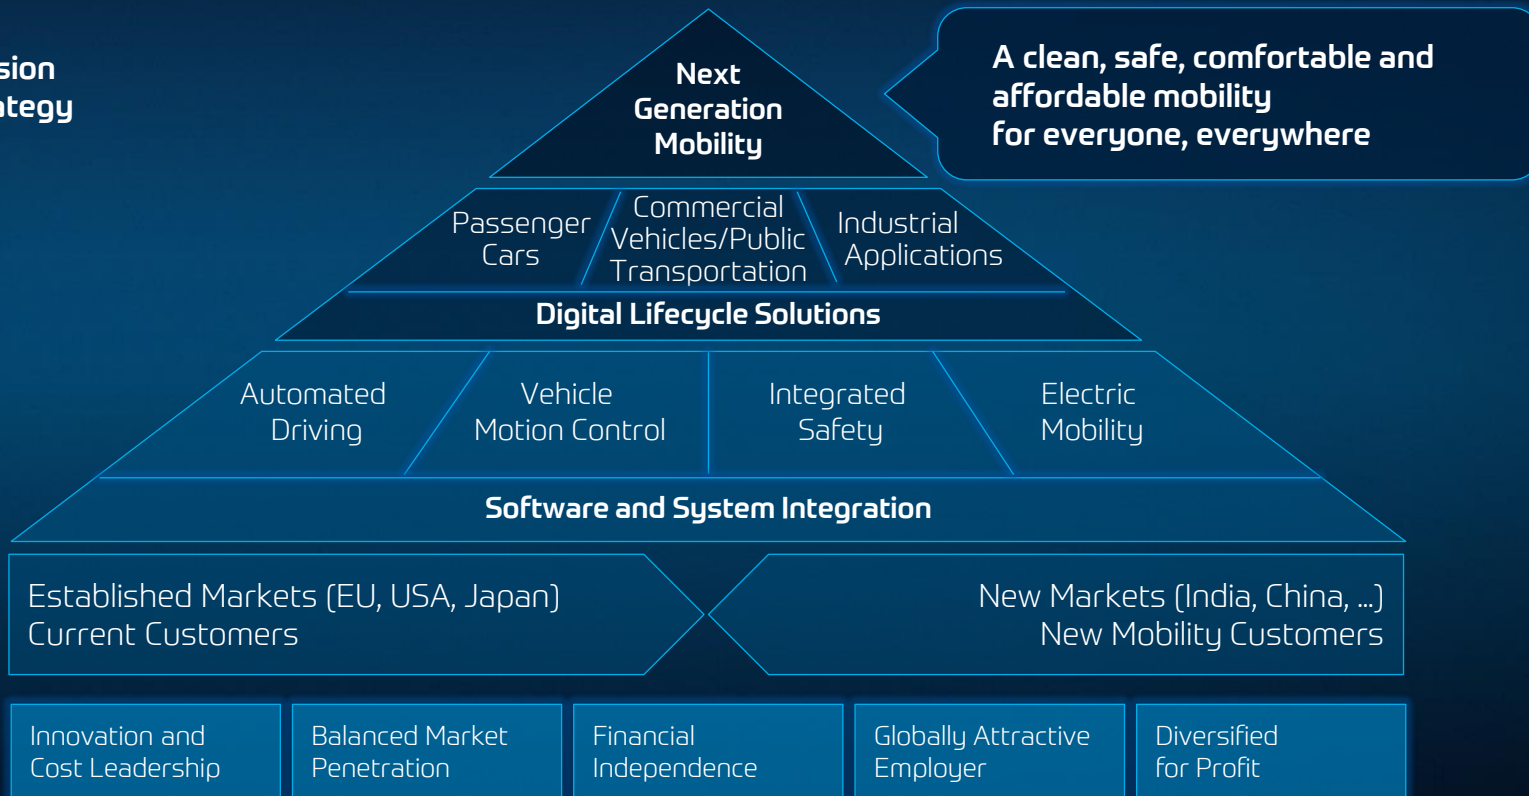 Next
Generation
Mobility
A clean, safe, comfortable and
affordable mobility
for everyone, everywhere
Passenger
Cars
Commercial
Vehicles/Public
Transportation
Industrial
Applications
Digital Lifecycle Solutions
Automated
Driving
Vehicle
Motion Control
Integrated
Safety
Electric
Mobility
Software and System Integration
Established Markets (EU, USA, Japan)
Current Customers
New Markets (India, China, ...)
New Mobility Customers
Innovation and
Cost Leadership
Balanced Market
Penetration
Financial
Independence
Globally Attractive
Employer
Diversified
for Profit